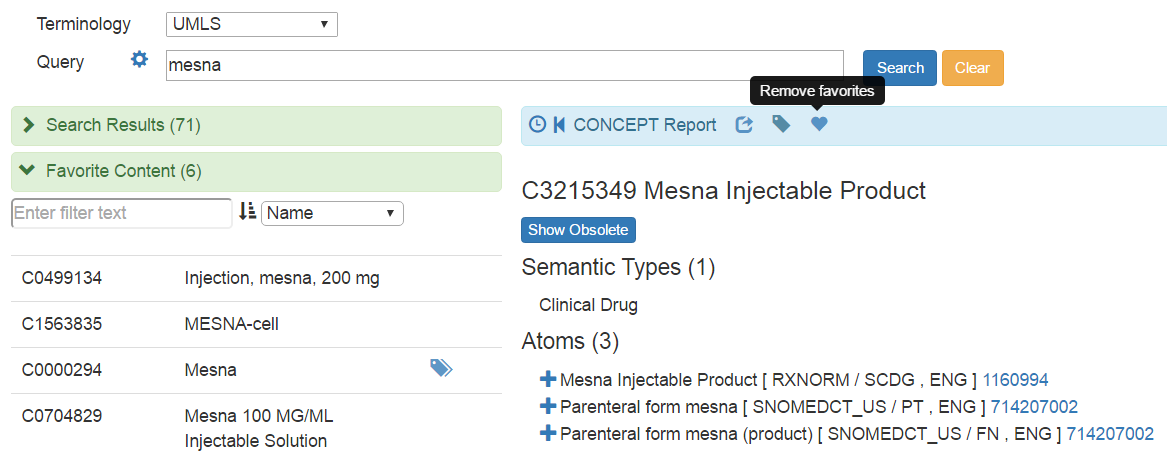 Terminology
UMLS
Query
mesna
Search
Clear
Remove favorites
Search Results (71)
CONCEPT Report
Favorite Content (6)
Enter filter text
Name
C0499134 Injection, mesna, 200 mg
C1563835 MESNA-cell
C0000294 Mesna
C0704829 Mesna 100 MG/ML
Injectable Solution
C3215349 Mesna Injectable Product
Show Obsolete
Semantic Types (1)
Clinical Drug
Atoms (3)
Mesna Injectable Product [ RXNORM / SCDG , ENG ] 1160994
Parenteral form mesna [ SNOMEDCT_US / PT , ENG ] 714207002
Parenteral form mesna (product) [ SNOMEDCT_US / FN , ENG ] 714207002